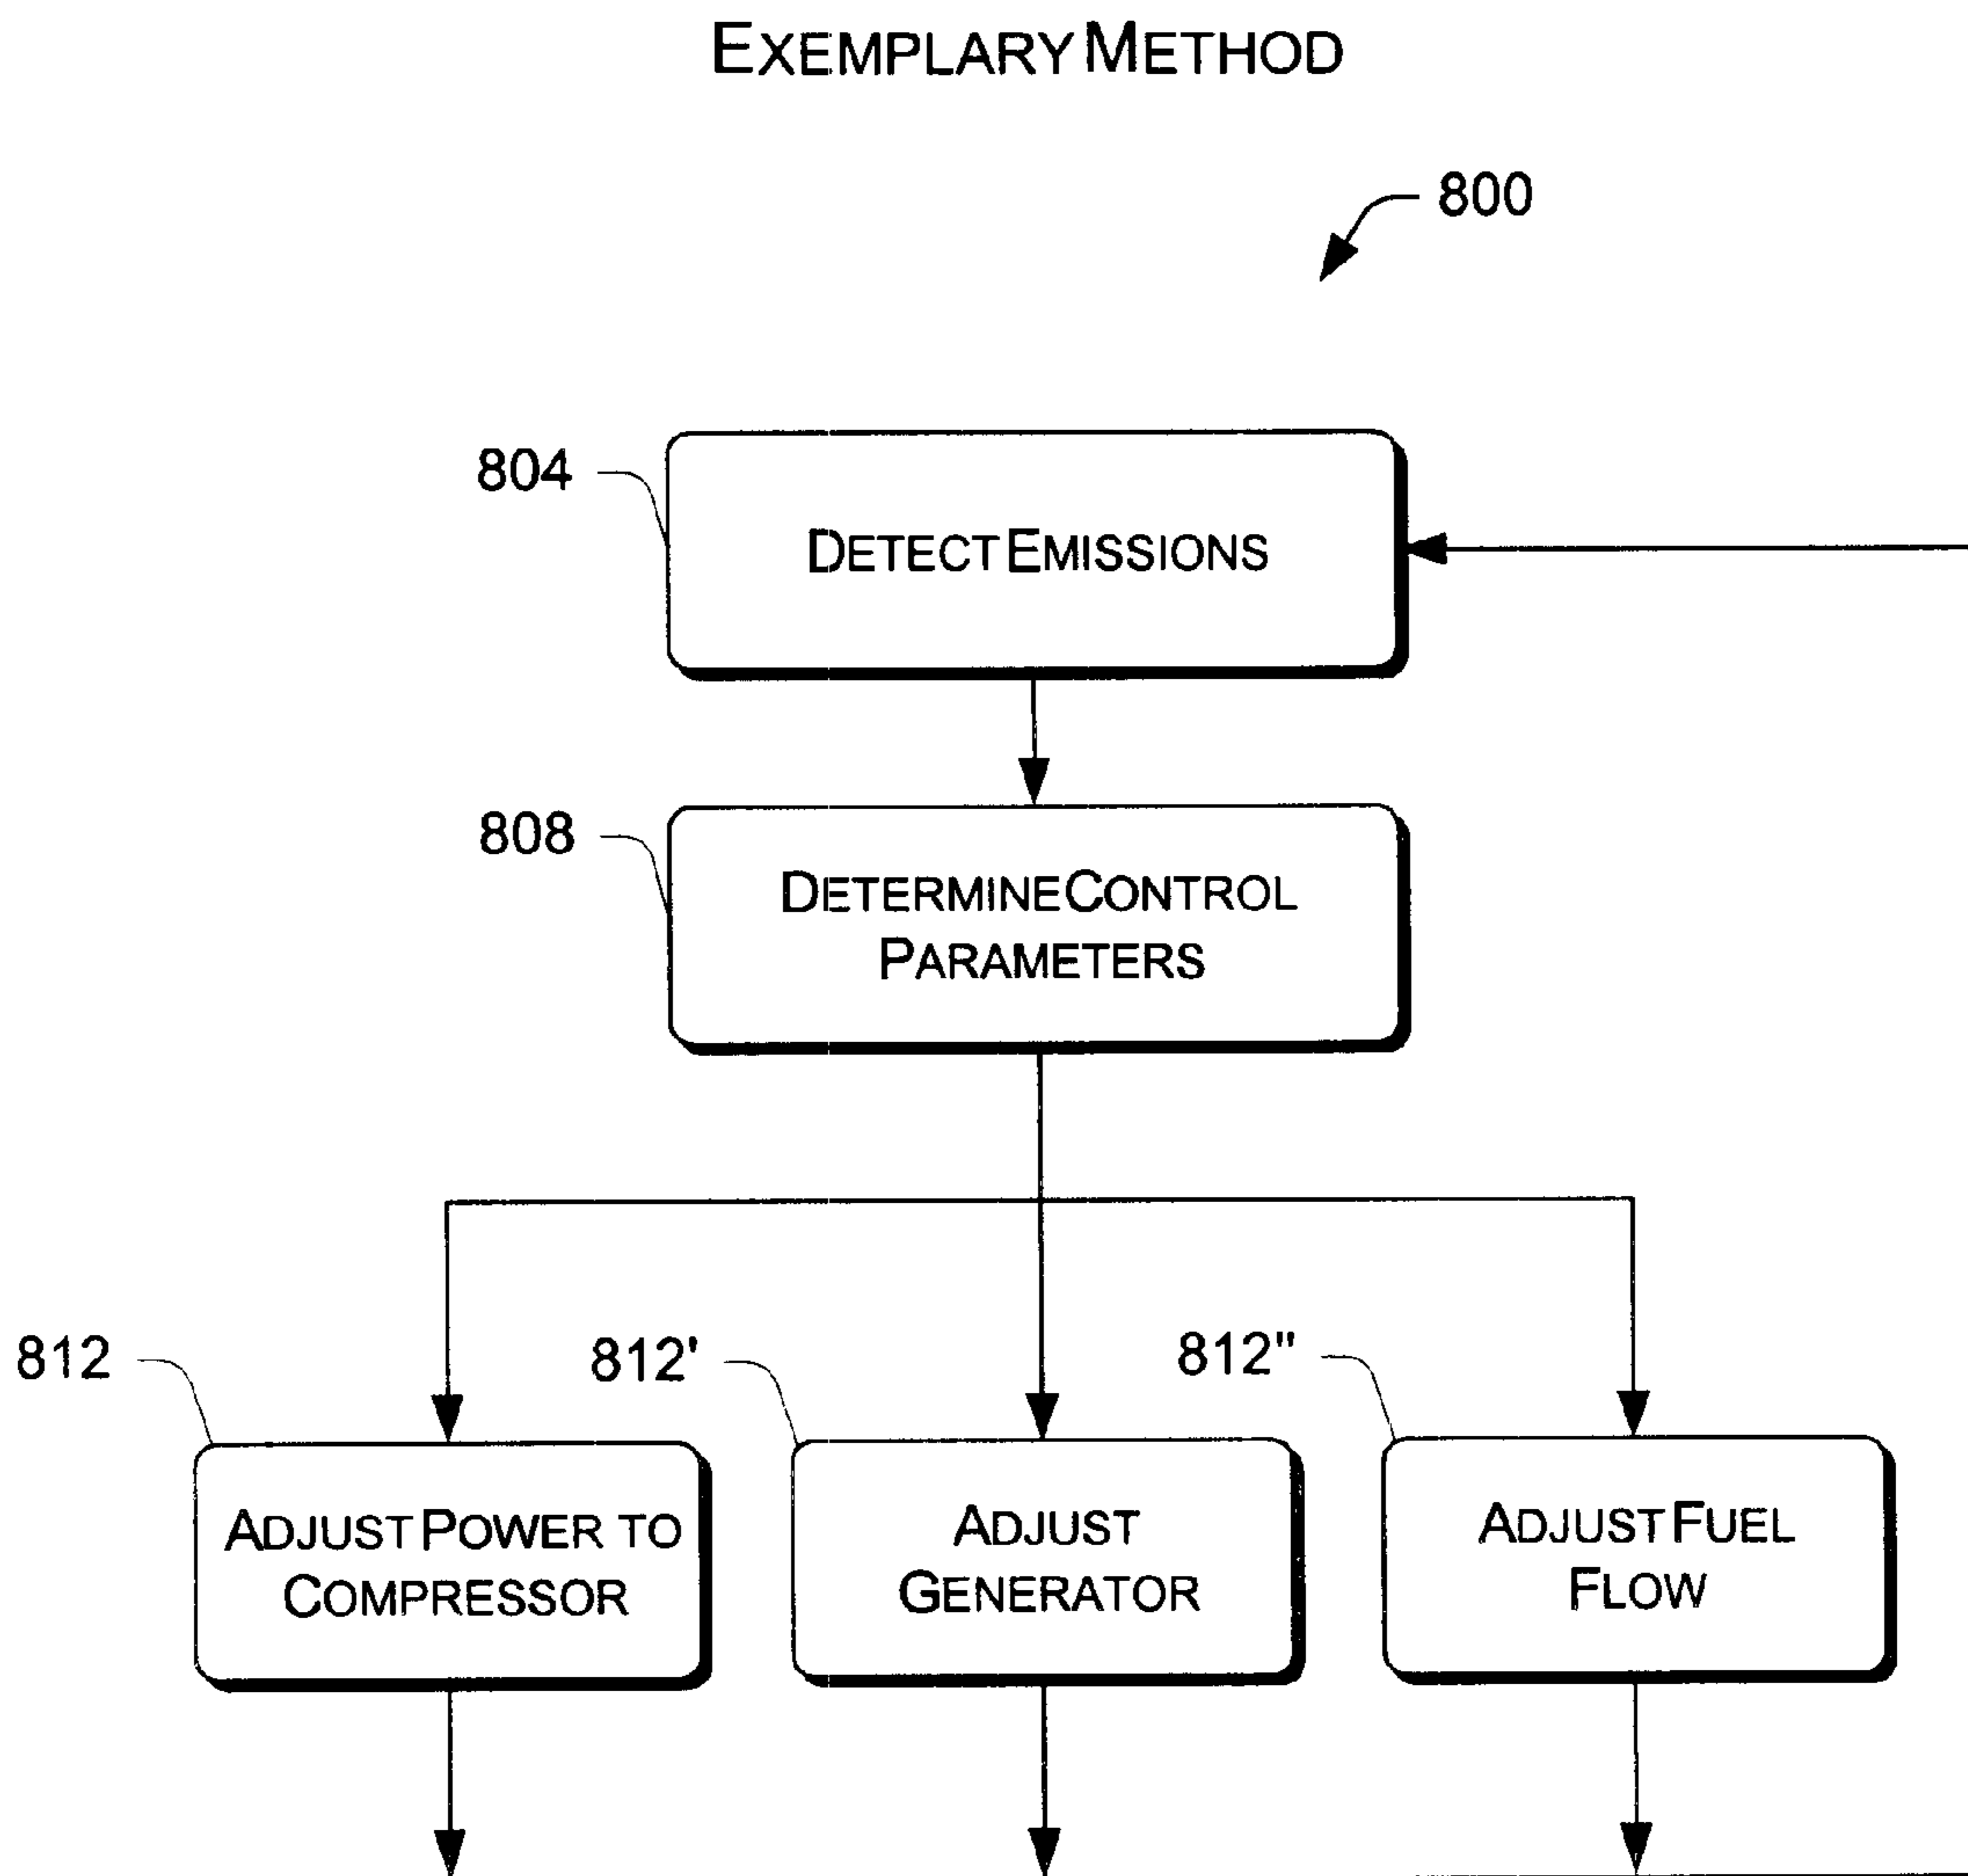 EXEMPLARY METHOD
800
804
DETECT EMISSIONS
808
DETERMINE CONTROL
PARAMETERS
812
812'
812"
ADJUST POWER TO
COMPRESSOR
ADJUST
GENERATOR
ADJUST FUEL
FLOW